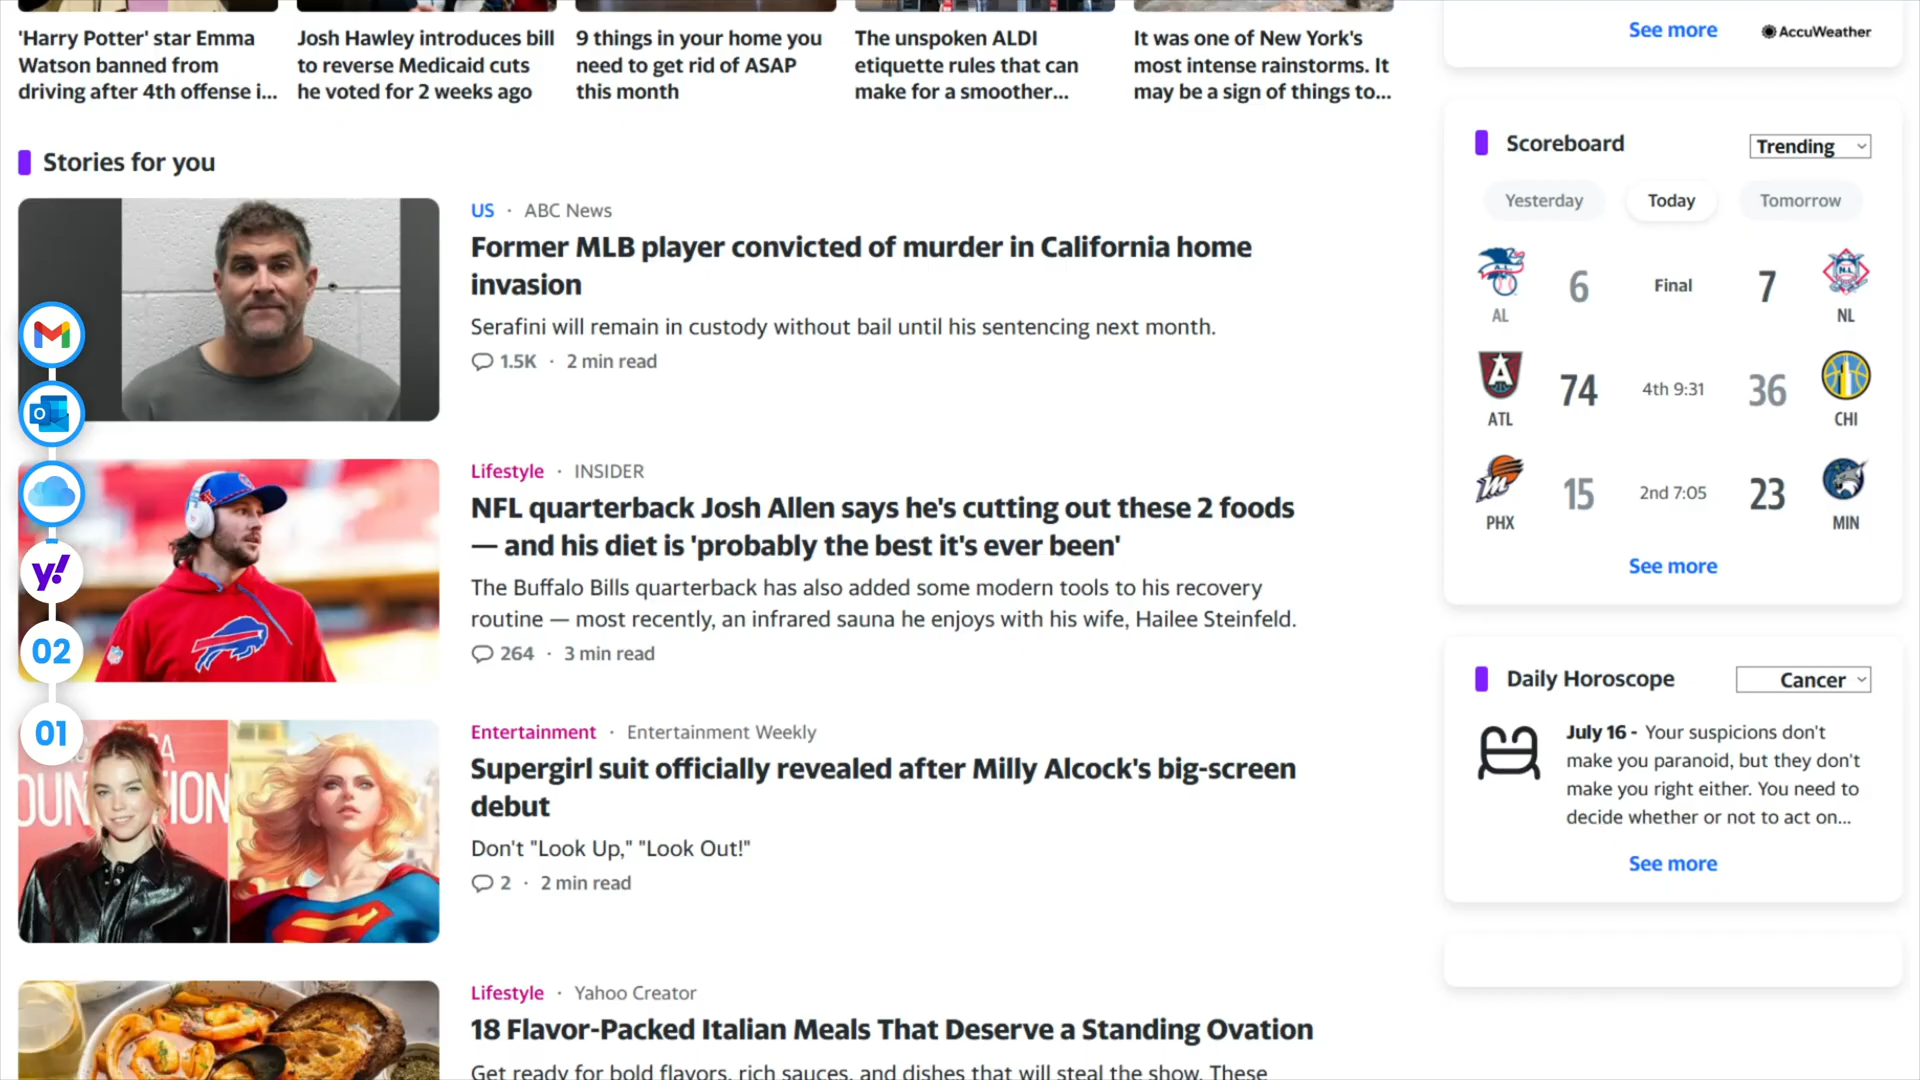 'Harry Potter' star Emma
Watson banned from
driving after 4th offense i...
Josh Hawley introduces bill
to reverse Medicaid cuts
he voted for 2 weeks ago
9 things in your home you
need to get rid of ASAP
this month
The unspoken ALDI
etiquette rules that can
make for a smoother...
It was one of New York's
most intense rainstorms. It
may be a sign of things to...
See more
AccuWeather
Stories for you
US · ABC News
Former MLB player convicted of murder in California home
invasion
Serafini will remain in custody without bail until his sentencing next month.
1.5K · 2 min read
Lifestyle · INSIDER
NFL quarterback Josh Allen says he's cutting out these 2 foods
— and his diet is 'probably the best it's ever been'
The Buffalo Bills quarterback has also added some modern tools to his recovery
routine — most recently, an infrared sauna he enjoys with his wife, Hailee Steinfeld.
264 · 3 min read
y!
02
01
Entertainment · Entertainment Weekly
Supergirl suit officially revealed after Milly Alcock's big-screen
debut
Don't "Look Up," "Look Out!"
2 · 2 min read
Lifestyle · Yahoo Creator
18 Flavor-Packed Italian Meals That Deserve a Standing Ovation
Get ready for bold flavors, rich sauces, and dishes that will steal the show. These
Scoreboard
Trending
Yesterday
Today
Tomorrow
AL
6
Final
7
NL
ATL
74
4th 9:31
36
CHI
PHX
15
2nd 7:05
23
MIN
See more
Daily Horoscope
Cancer
July 16 - Your suspicions don't
make you paranoid, but they don't
make you right either. You need to
decide whether or not to act on...
See more